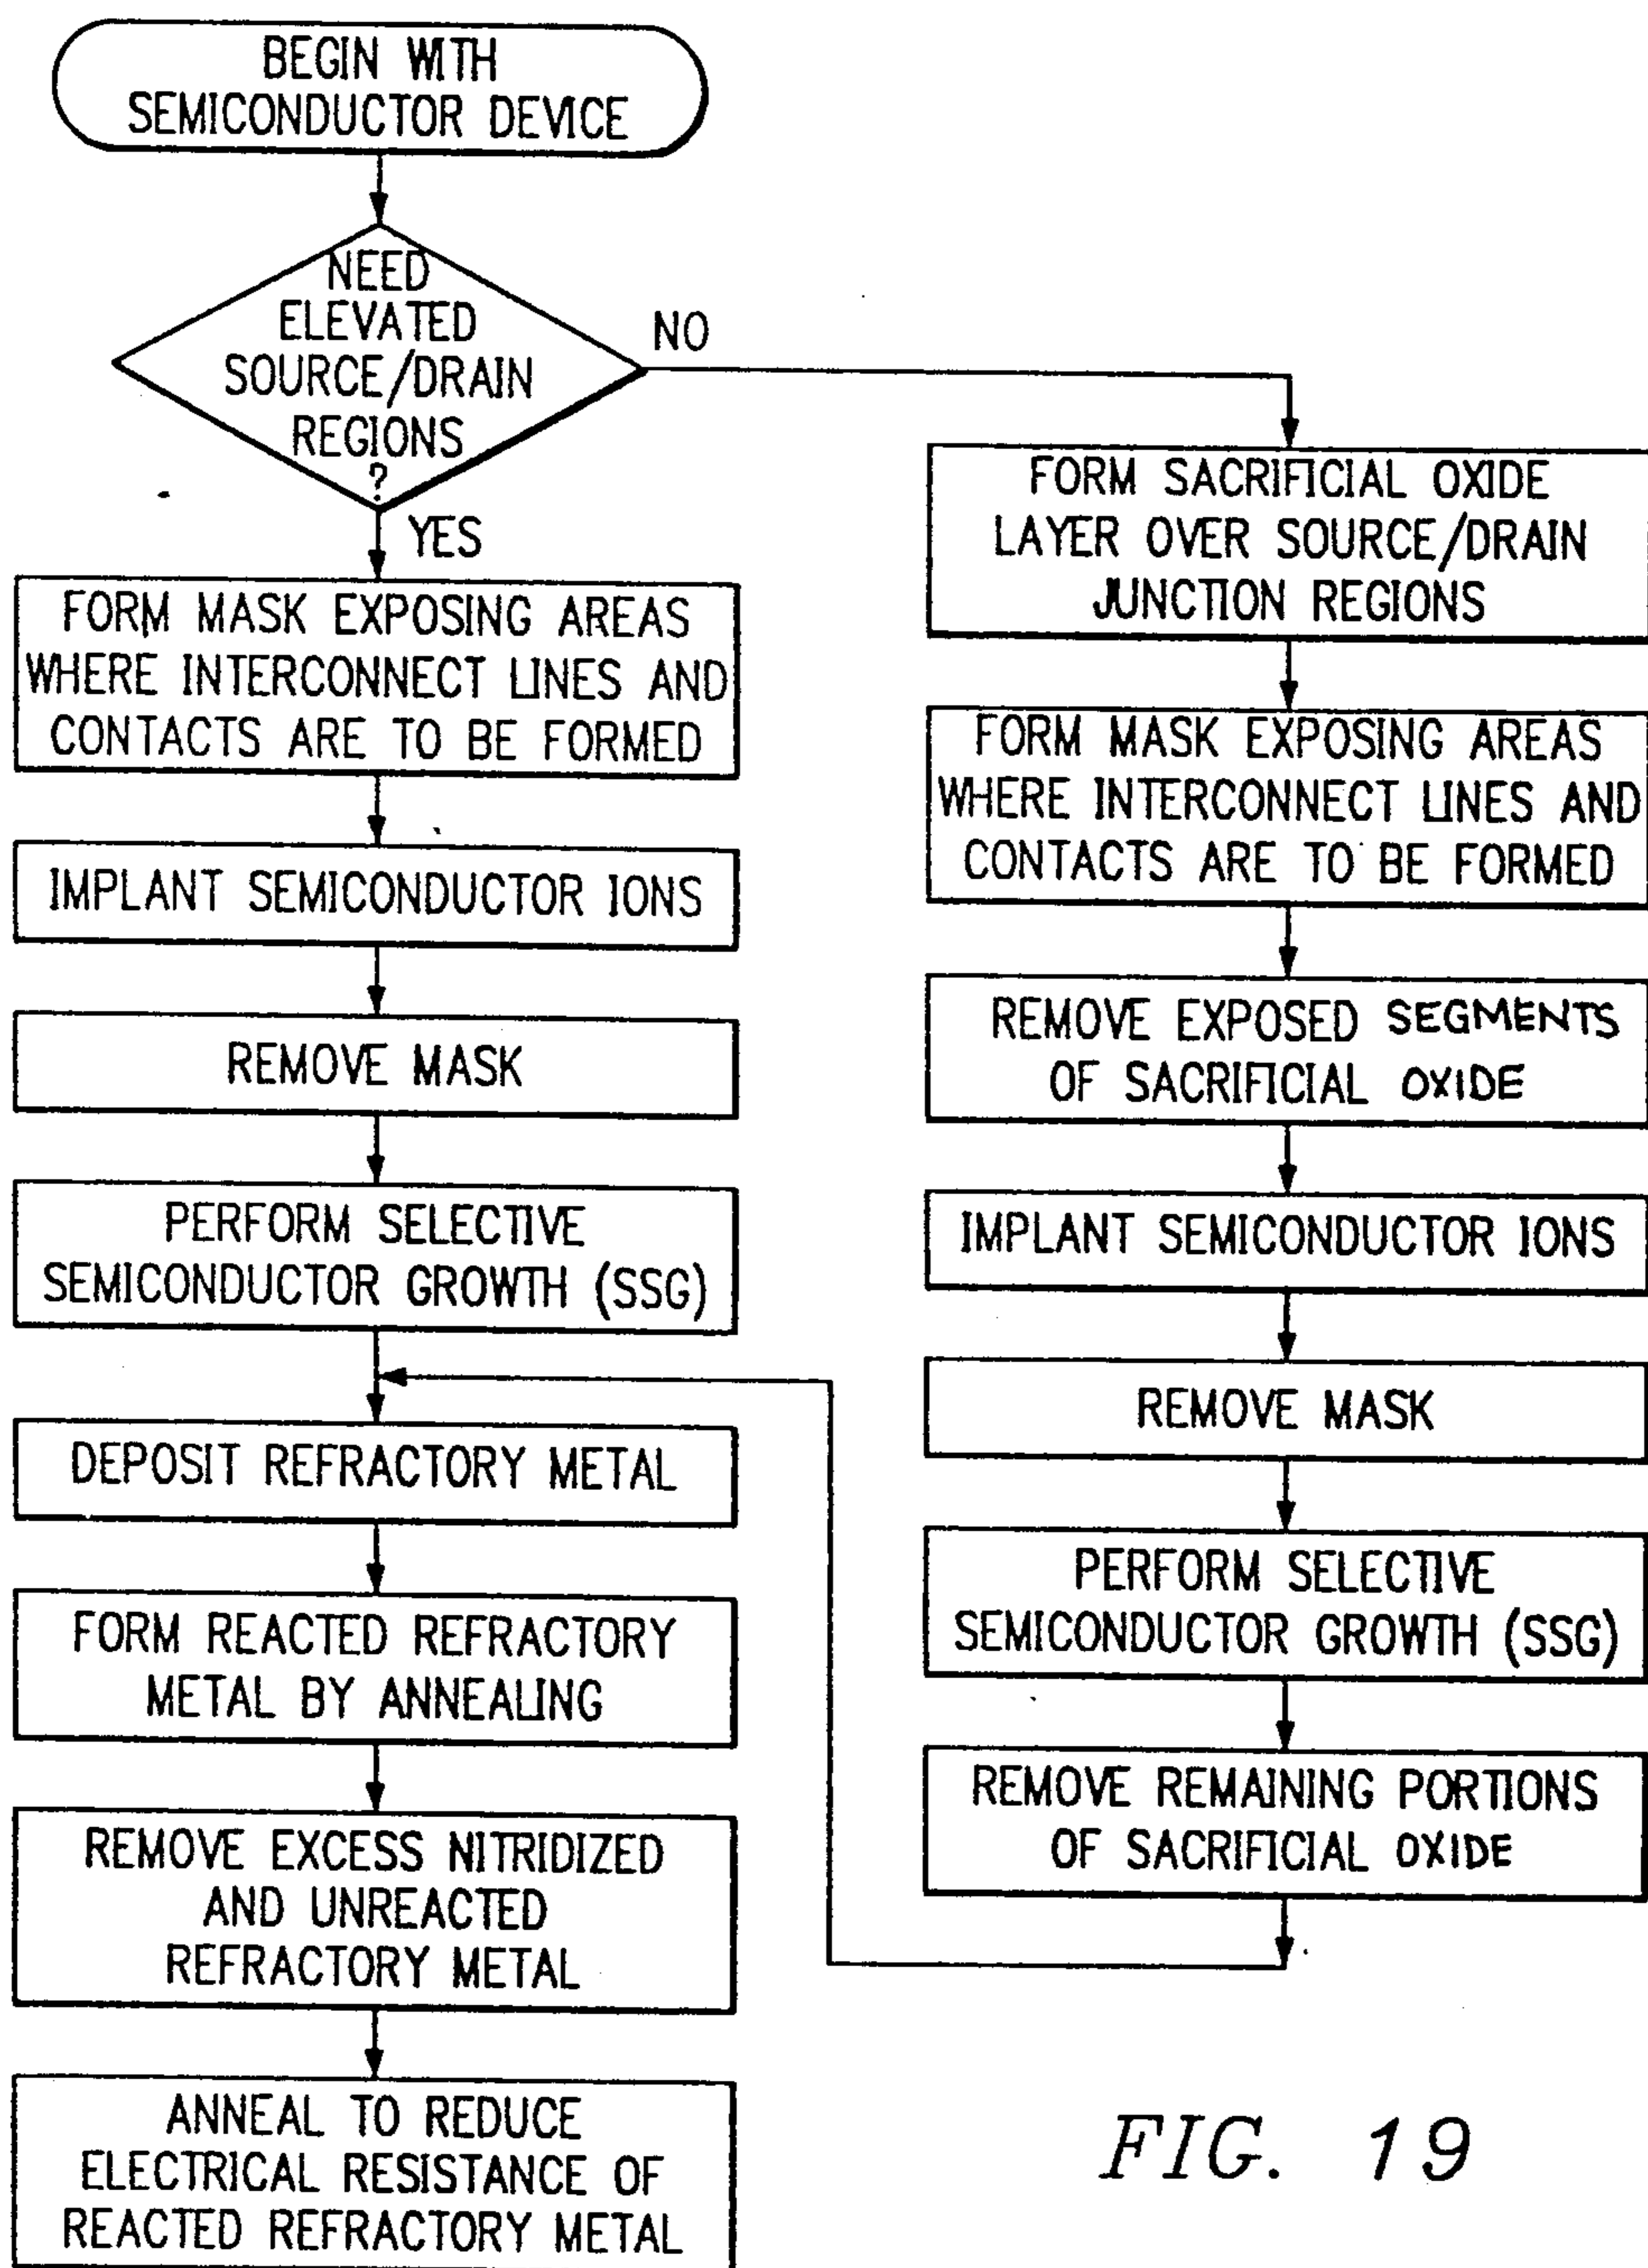 BEGIN WITH
SEMICONDUCTOR DEVICE
NEED
ELEVATED
SOURCE/DRAIN
REGIONS
?
YES
FORM MASK EXPOSING AREAS
WHERE INTERCONNECT LINES AND
CONTACTS ARE TO BE FORMED
IMPLANT SEMICONDUCTOR IONS
REMOVE MASK
PERFORM SELECTIVE
SEMICONDUCTOR GROWTH (SSG)
DEPOSIT REFRACTORY METAL
FORM REACTED REFRACTORY
METAL BY ANNEALING
REMOVE EXCESS NITRIDIZED
AND UNREACTED
REFRACTORY METAL
ANNEAL TO REDUCE
ELECTRICAL RESISTANCE OF
REACTED REFRACTORY METAL
NO
FORM SACRIFICIAL OXIDE
LAYER OVER SOURCE/DRAIN
JUNCTION REGIONS
FORM MASK EXPOSING AREAS
WHERE INTERCONNECT LINES AND
CONTACTS ARE TO BE FORMED
REMOVE EXPOSED SEGMENTS
OF SACRIFICIAL OXIDE
IMPLANT SEMICONDUCTOR IONS
REMOVE MASK
PERFORM SELECTIVE
SEMICONDUCTOR GROWTH (SSG)
REMOVE REMAINING PORTIONS
OF SACRIFICIAL OXIDE
FIG. 19